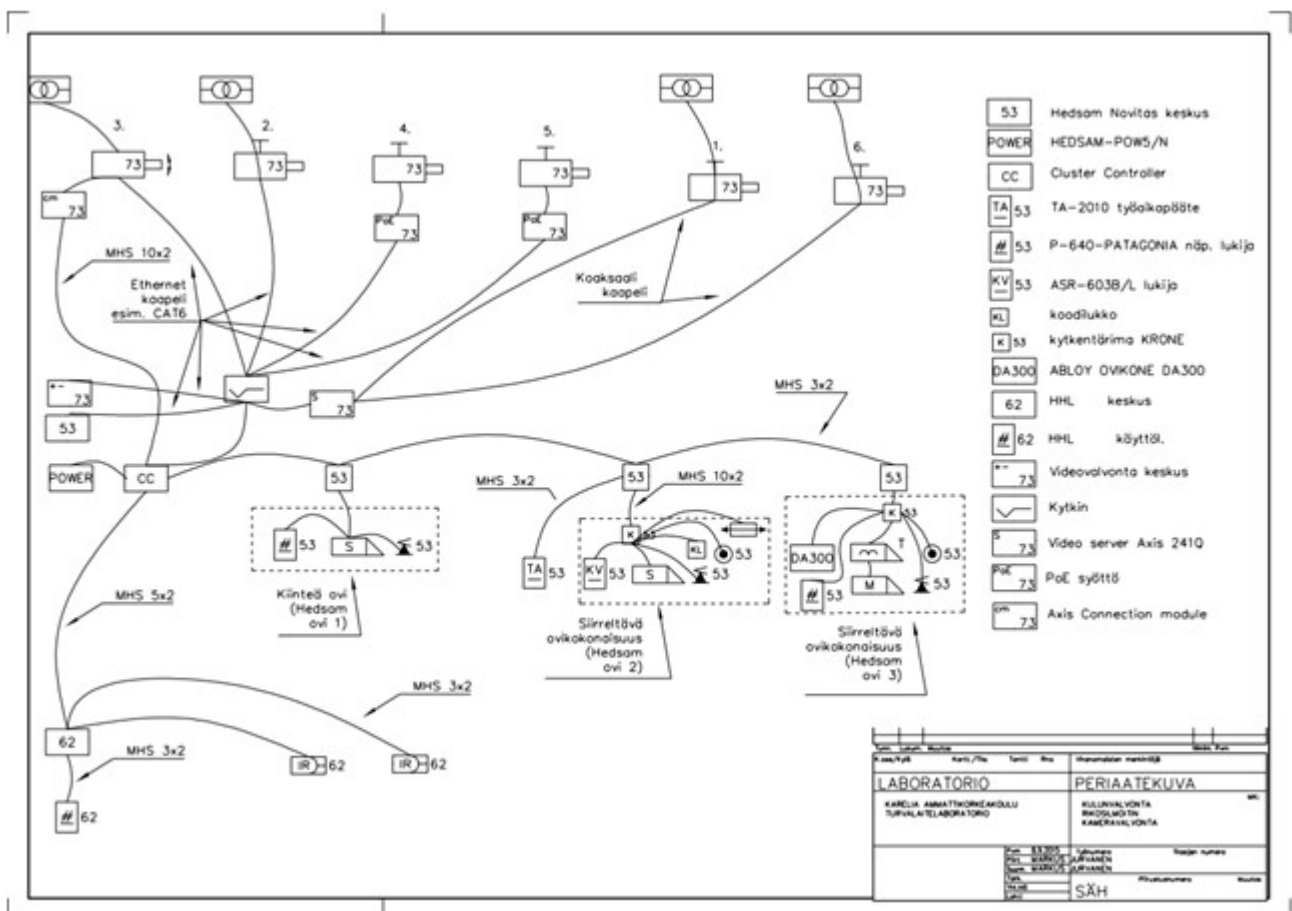 3.
2.
4.
5.
1.
6.
73
73
73
73
73
73
cm
73
PoE
73
PoE
73
MHS 10x2
Ethernet
kaapeli
esim. CAT6
Koaksaali
kaapeli
+ -
73
S
73
53
POWER
CC
53
53
53
MHS 3x2
MHS 3x2
MHS 10x2
53
S
53
TA
53
K
53
KV
53
S
KL
53
53
K
53
DA300
T
M
53
53
53
Kiinteä ovi
(Hedsam
ovi 1)
Siirreltävä
ovikokonaisuus
(Hedsam
ovi 2)
Siirreltävä
ovikokonaisuus
(Hedsam
ovi 3)
MHS 5x2
MHS 3x2
62
MHS 3x2
IR 62
IR 62
62
53 Hedsam Novitas keskus
POWER HEDSAM-POW5/N
CC Cluster Controller
TA 53 TA-2010 työaikapääte
53 P-640-PATAGONIA näp. lukija
KV 53 ASR-603B/L lukija
KL koodilukko
K 53 kytkentärima KRONE
DA300 ABLOY OVIKONE DA300
62 HHL keskus
62 HHL käyttöl.
+ - 73 Videovalvonta keskus
Kytkin
S 73 Video server Axis 241Q
PoE 73 PoE syöttö
cm 73 Axis Connection module
LABORATORIO
PERIAATEKUVA
KARELIA AMMATTIKORKEAKOULU
TURVALAITELABORATORIO
KULUNVALVONTA
RIKOSILMOITIN
KAMERAVALVONTA
MARKUS JURVANEN
MARKUS JURVANEN
SÄH